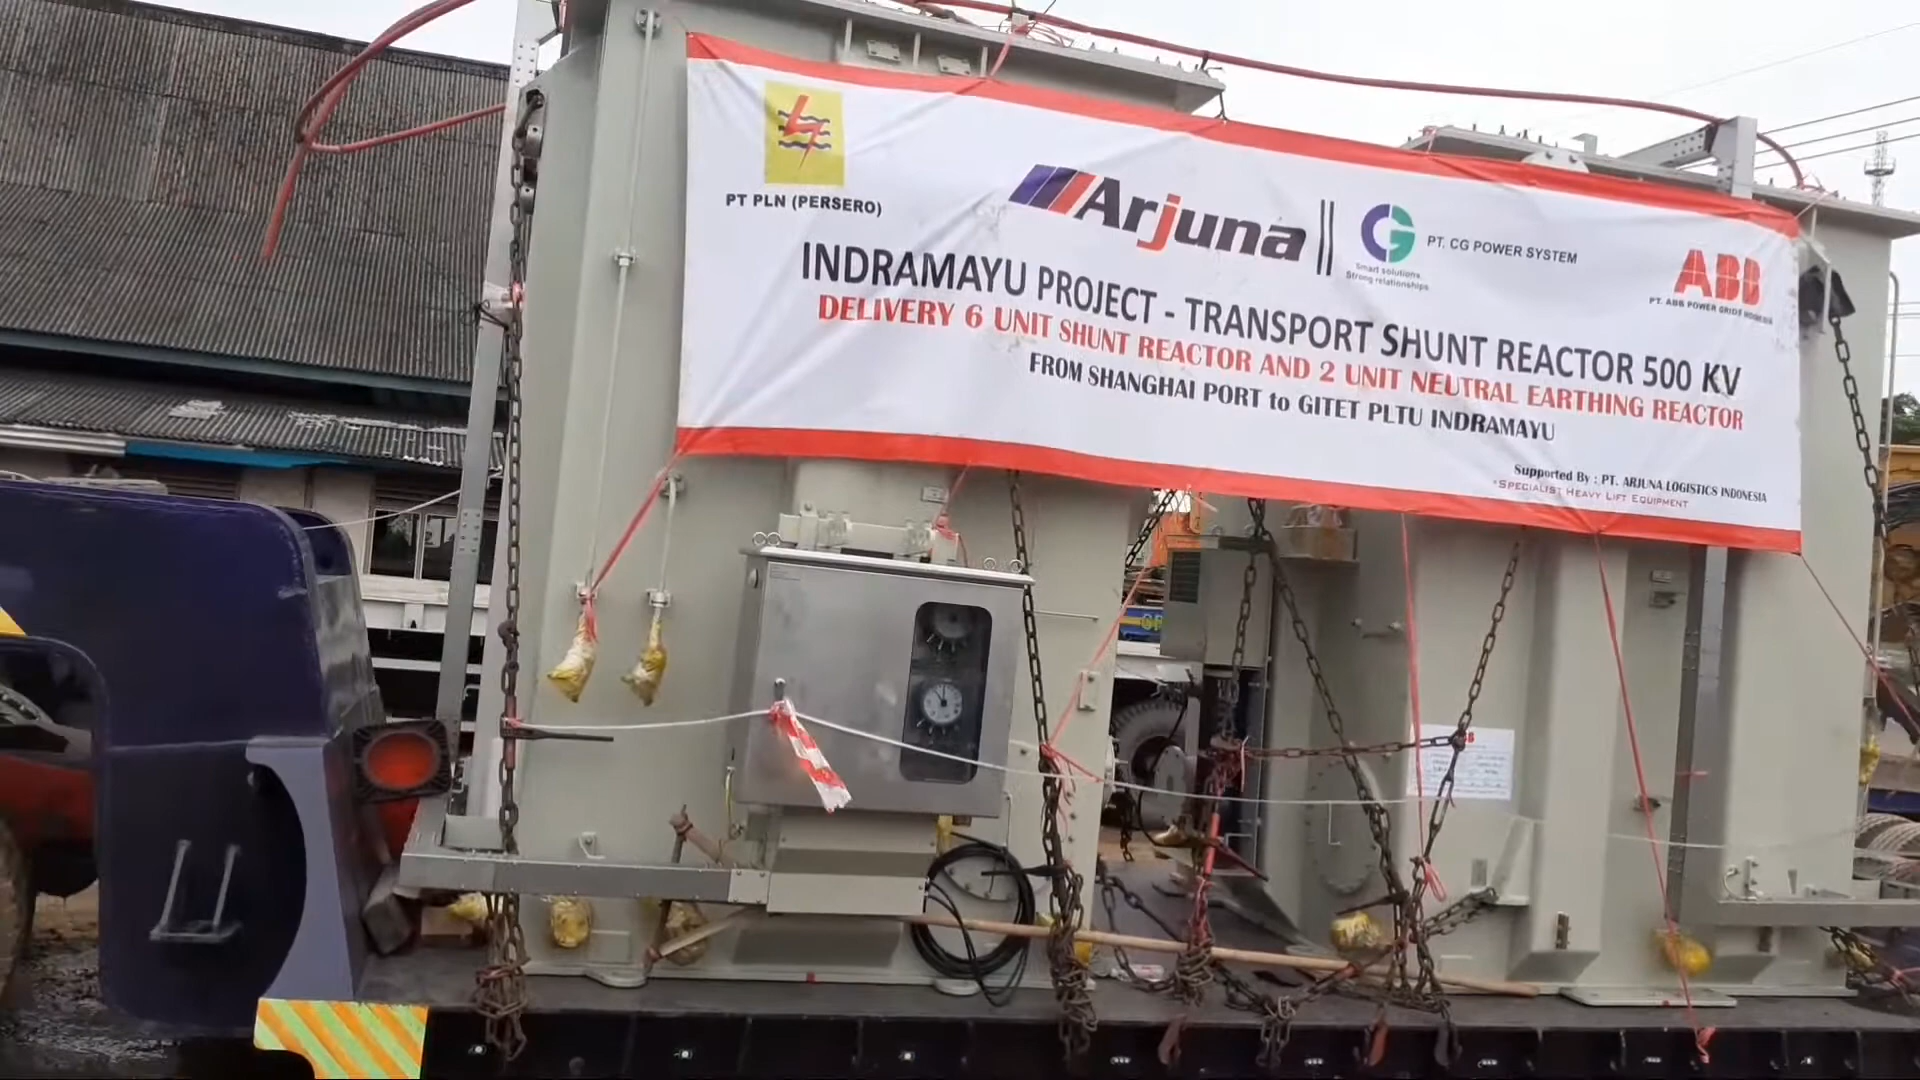 PT PLN (PERSERO)
Arjuna
CG
Smart solutions.
Strong relationships
PT. CG POWER SYSTEM
ABB
PT. ABB POWER GRIDS INDONESIA
INDRAMAYU PROJECT - TRANSPORT SHUNT REACTOR 500 KV
DELIVERY 6 UNIT SHUNT REACTOR AND 2 UNIT NEUTRAL EARTHING REACTOR
FROM SHANGHAI PORT to GITET PLTU INDRAMAYU
Supported By : PT. ARJUNA LOGISTICS INDONESIA
*SPECIALIST HEAVY LIFT EQUIPMENT